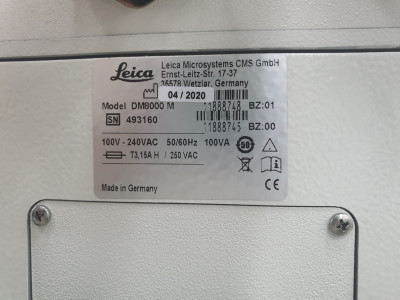 Leica
Leica Microsystems CMS GmbH
Ernst-Leitz-Str. 17-37
35578 Wetzlar, Germany
04 / 2020
Model DM8000 M 11888748 BZ:01
SN 493160 11888745 BZ:00
100V - 240VAC 50/60Hz 100VA 50
T3,15A H / 250 VAC
Made in Germany CE